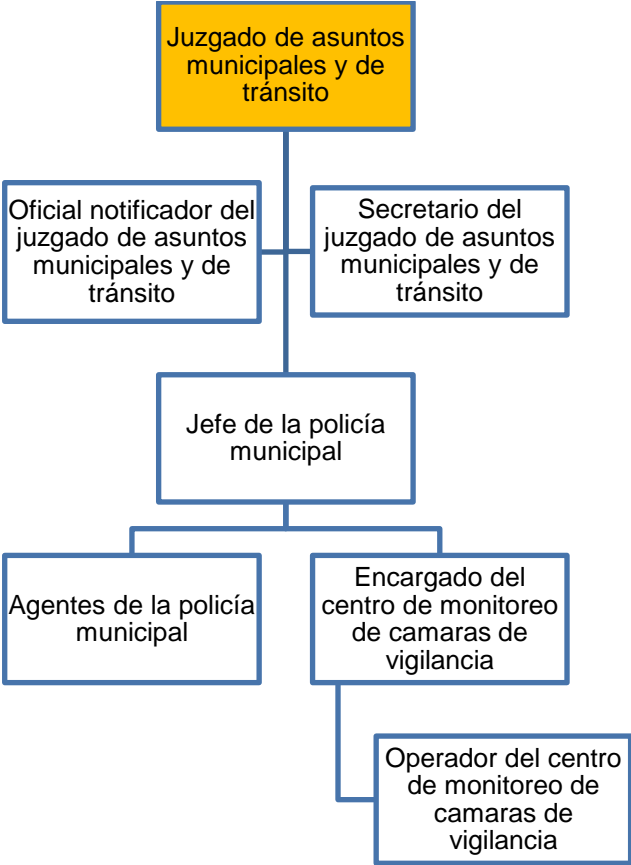 Juzgado de asuntos
municipales y de
tránsito
Oficial notificador del
juzgado de asuntos
municipales y de
tránsito
Secretario del
juzgado de asuntos
municipales y de
tránsito
Jefe de la policía
municipal
Agentes de la policía
municipal
Encargado del
centro de monitoreo
de camaras de
vigilancia
Operador del centro
de monitoreo de
camaras de
vigilancia